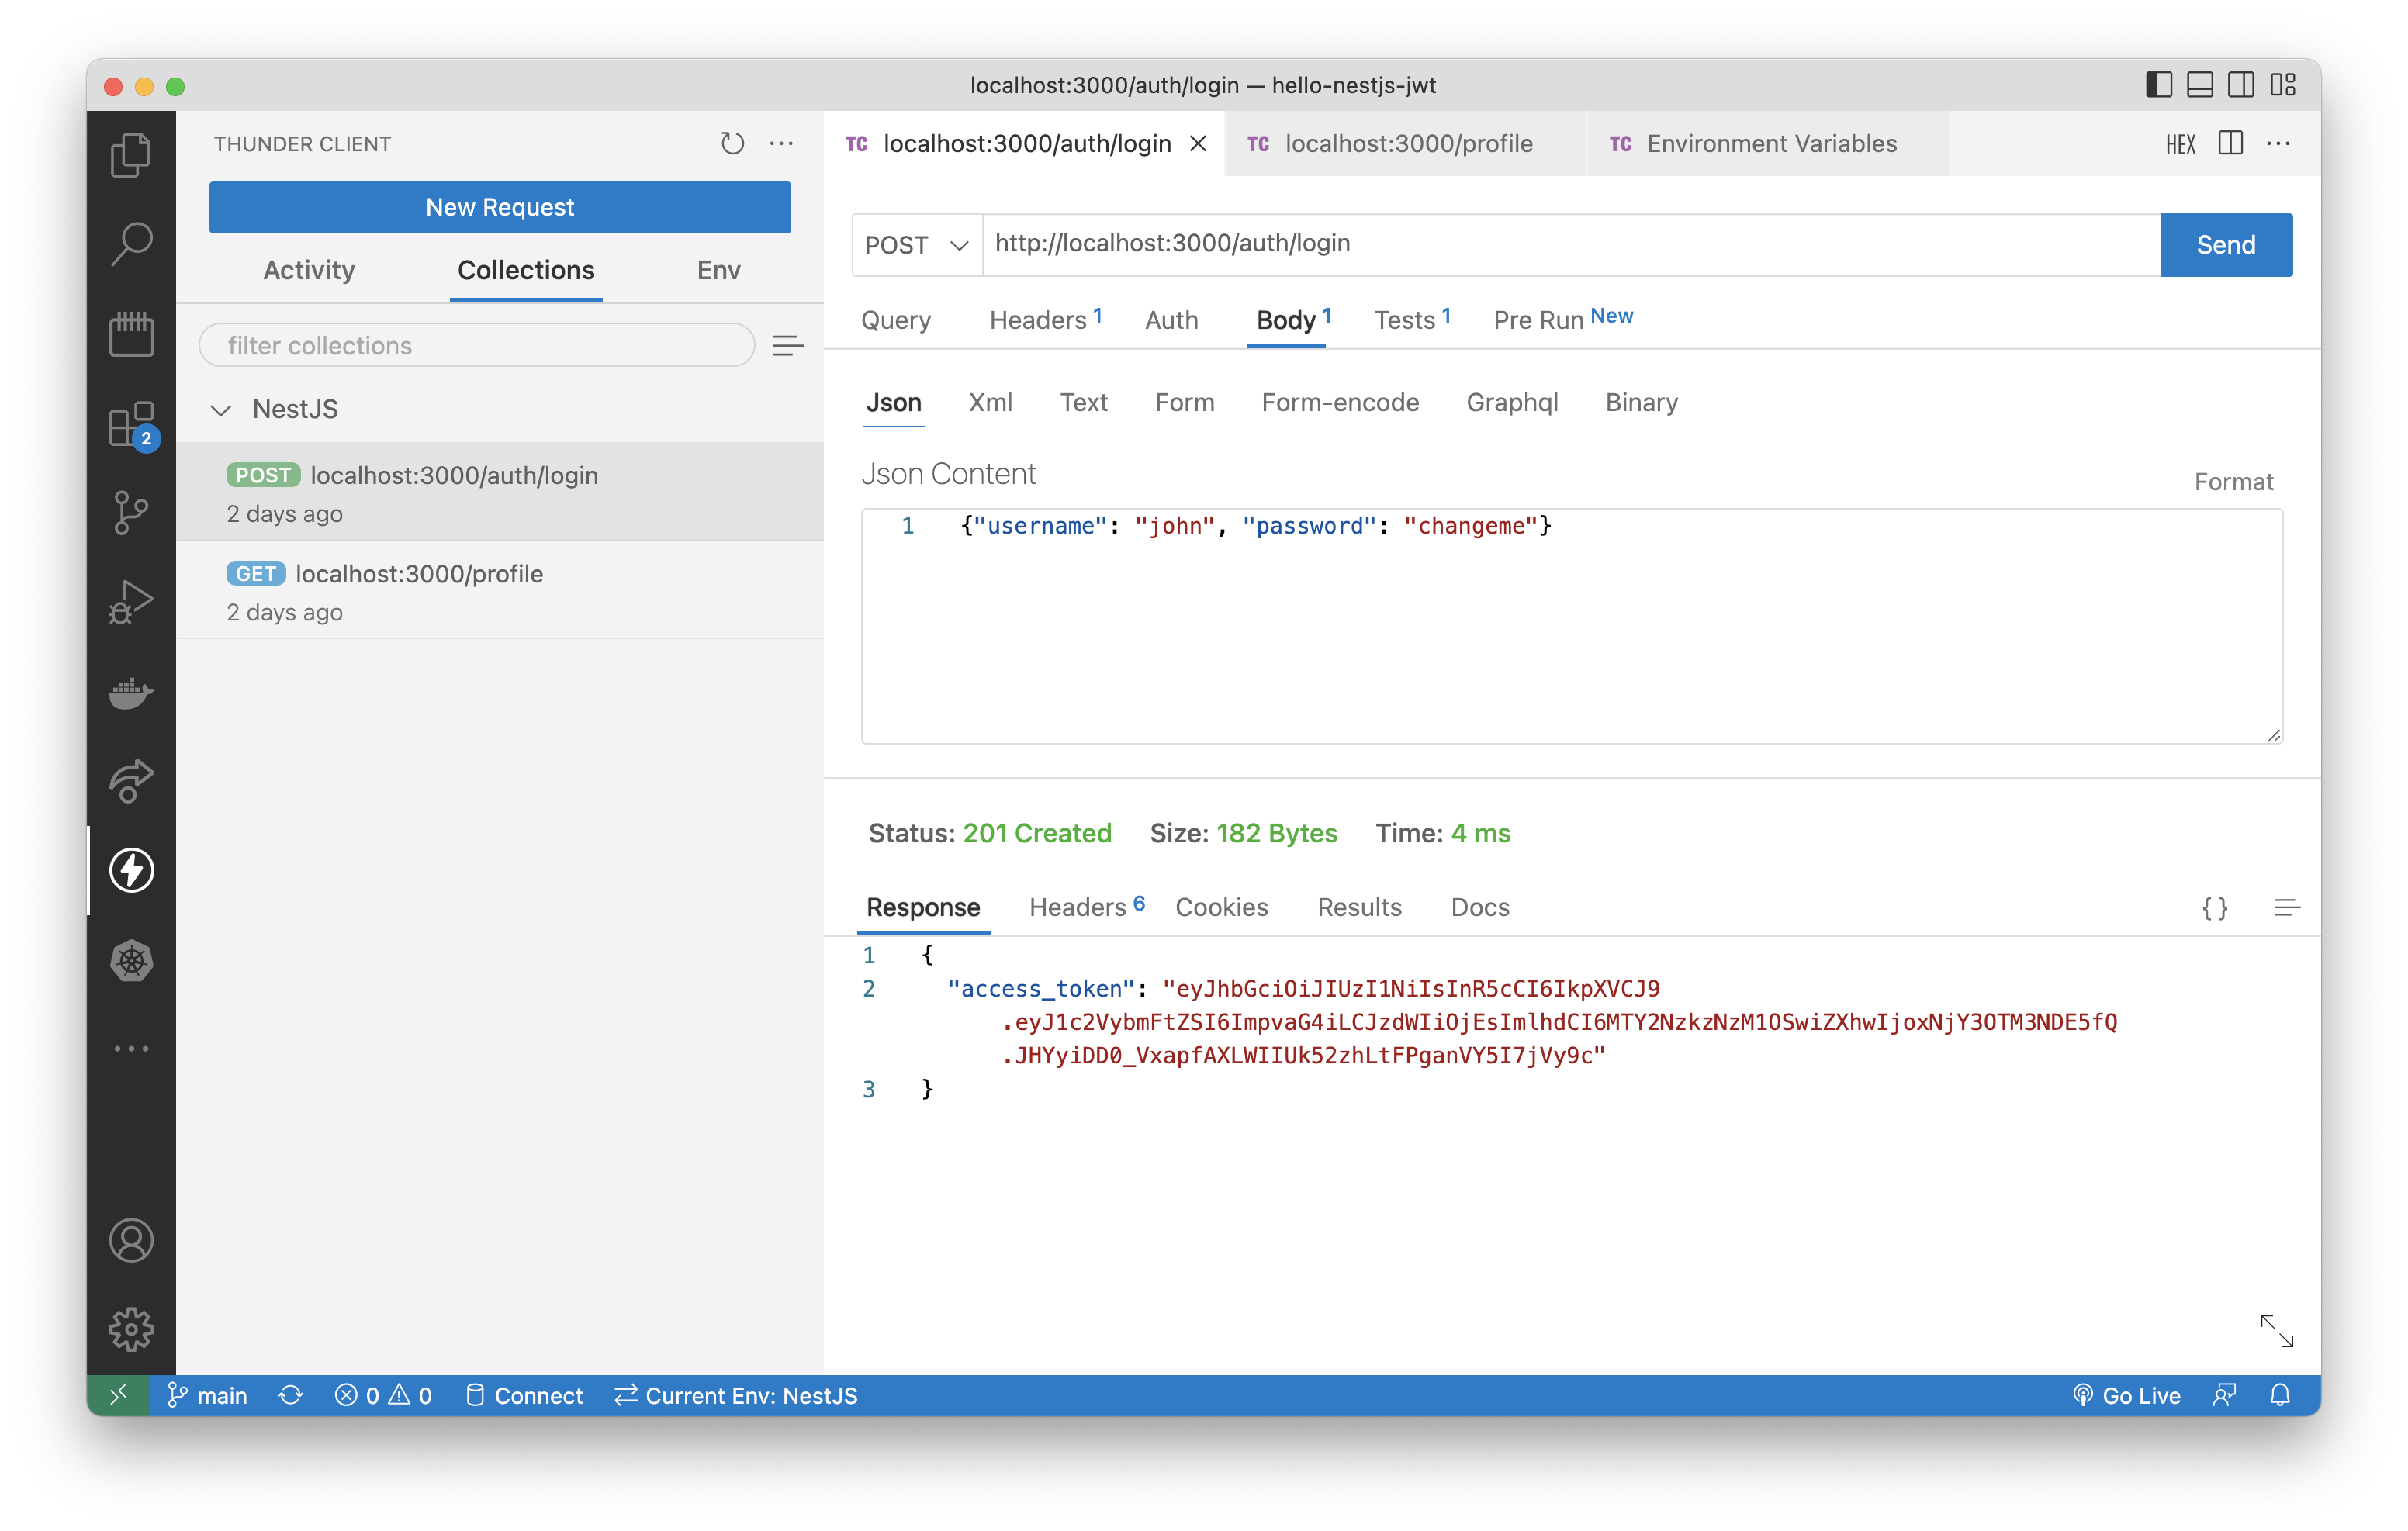 localhost:3000/auth/login — hello-nestjs-jwt
THUNDER CLIENT
New Request
Activity Collections Env
filter collections
NestJS
POST localhost:3000/auth/login
2 days ago
GET localhost:3000/profile
2 days ago
2
TC localhost:3000/auth/login TC localhost:3000/profile TC Environment Variables HEX
POST http://localhost:3000/auth/login Send
Query Headers 1 Auth Body 1 Tests 1 Pre Run New
Json Xml Text Form Form-encode Graphql Binary
Json Content Format
1 {"username": "john", "password": "changeme"}
Status: 201 Created Size: 182 Bytes Time: 4 ms
Response Headers 6 Cookies Results Docs { }
1 {
2 "access_token": "eyJhbGciOiJIUzI1NiIsInR5cCI6IkpXVCJ9
.eyJ1c2VybmFtZSI6ImpvaG4iLCJzdWIiOjEsImlhdCI6MTY2NzkzNzM1OSwiZXhwIjoxNjY3OTM3NDE5fQ
.JHYyiDD0_VxapfAXLWIIUk52zhLtFPganVY5I7jVy9c"
3 }
main 0 0 Connect Current Env: NestJS Go Live